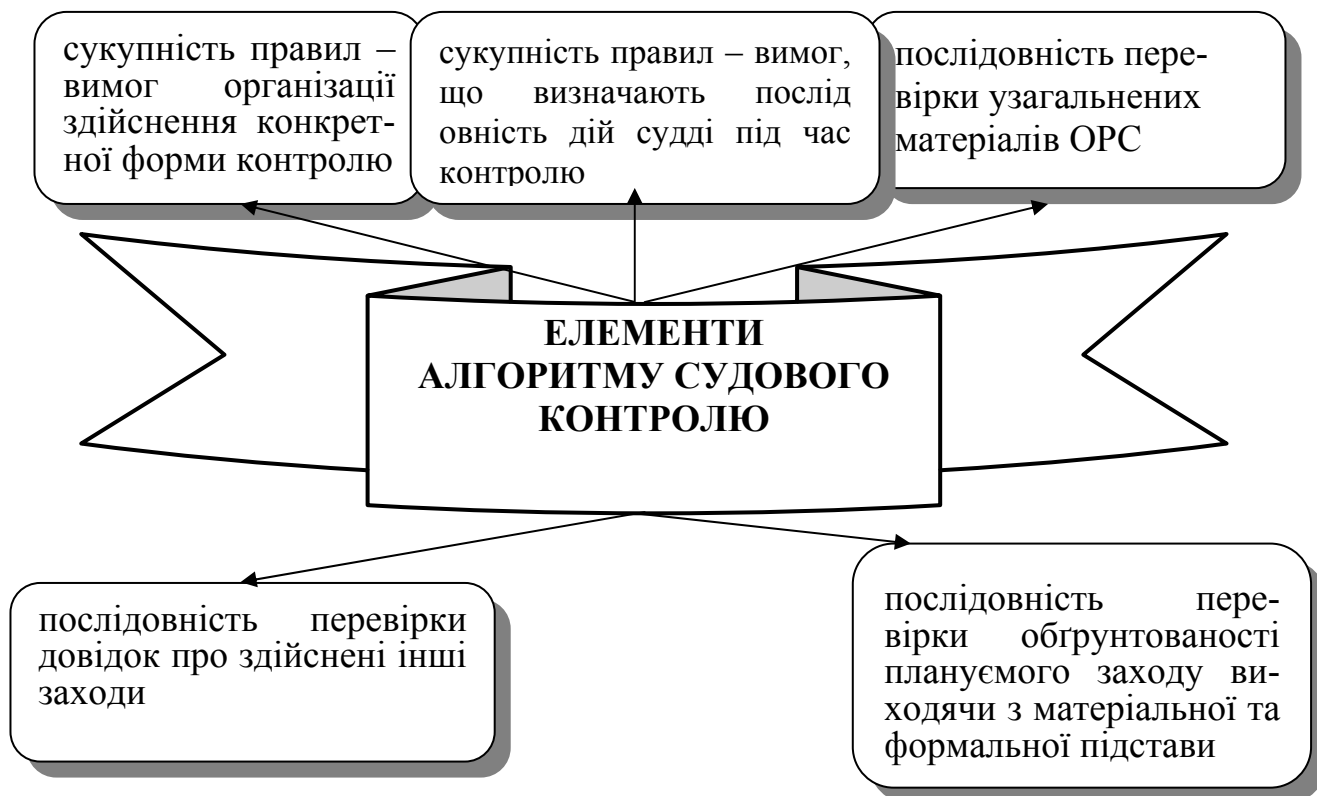 сукупність правил –
вимог організації
здійснення конкрет-
ної форми контролю
сукупність правил – вимог,
що визначають послід
овність дій судді під час
контролю
послідовність пере-
вірки узагальнених
матеріалів ОРС
ЕЛЕМЕНТИ
АЛГОРИТМУ СУДОВОГО
КОНТРОЛЮ
послідовність перевірки
довідок про здійснені інші
заходи
послідовність пере-
вірки обґрунтованості
плануємого заходу ви-
ходячи з матеріальної та
формальної підстави